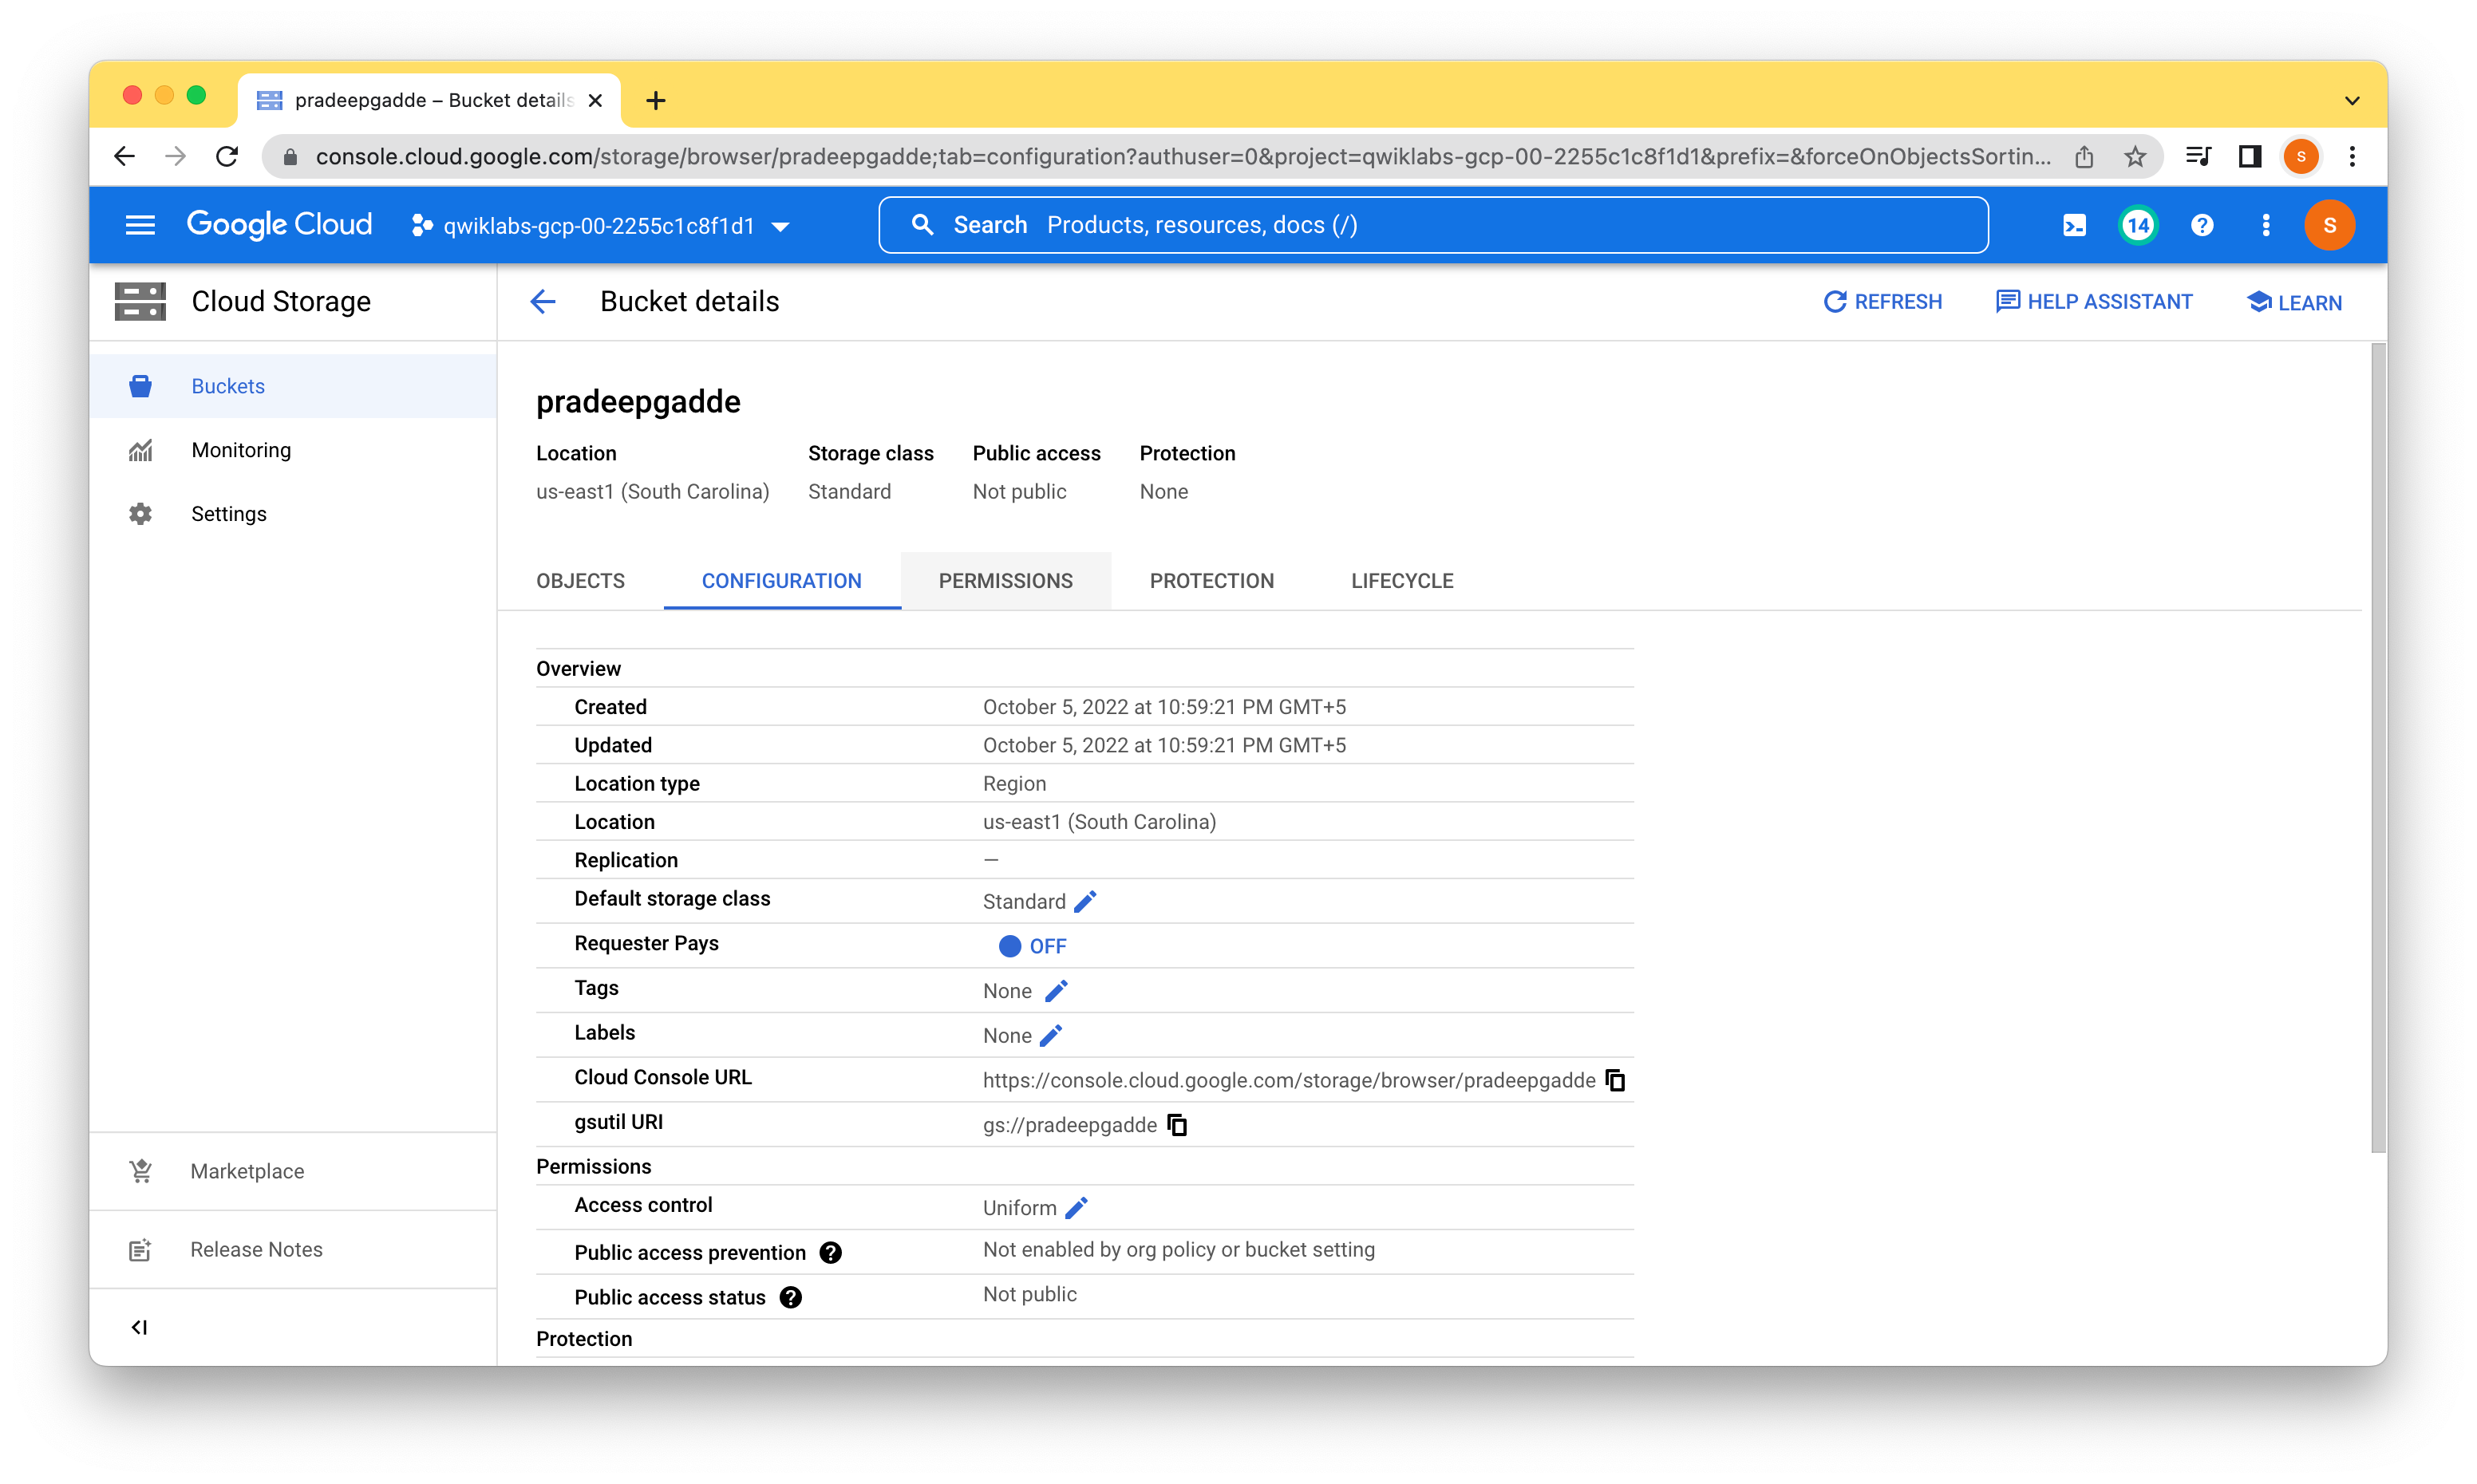 pradeepgadde – Bucket details
console.cloud.google.com/storage/browser/pradeepgadde;tab=configuration?authuser=0&project=qwiklabs-gcp-00-2255c1c8f1d1&prefix=&forceOnObjectsSortin...
S
Google Cloud
qwiklabs-gcp-00-2255c1c8f1d1
Search Products, resources, docs (/)
14
S
Cloud Storage
Bucket details
REFRESH
HELP ASSISTANT
LEARN
Buckets
Monitoring
Settings
Marketplace
Release Notes
pradeepgadde
Location Storage class Public access Protection
us-east1 (South Carolina) Standard Not public None
OBJECTS CONFIGURATION PERMISSIONS PROTECTION LIFECYCLE
Overview
Created October 5, 2022 at 10:59:21 PM GMT+5
Updated October 5, 2022 at 10:59:21 PM GMT+5
Location type Region
Location us-east1 (South Carolina)
Replication —
Default storage class Standard
Requester Pays OFF
Tags None
Labels None
Cloud Console URL https://console.cloud.google.com/storage/browser/pradeepgadde
gsutil URI gs://pradeepgadde
Permissions
Access control Uniform
Public access prevention Not enabled by org policy or bucket setting
Public access status Not public
Protection